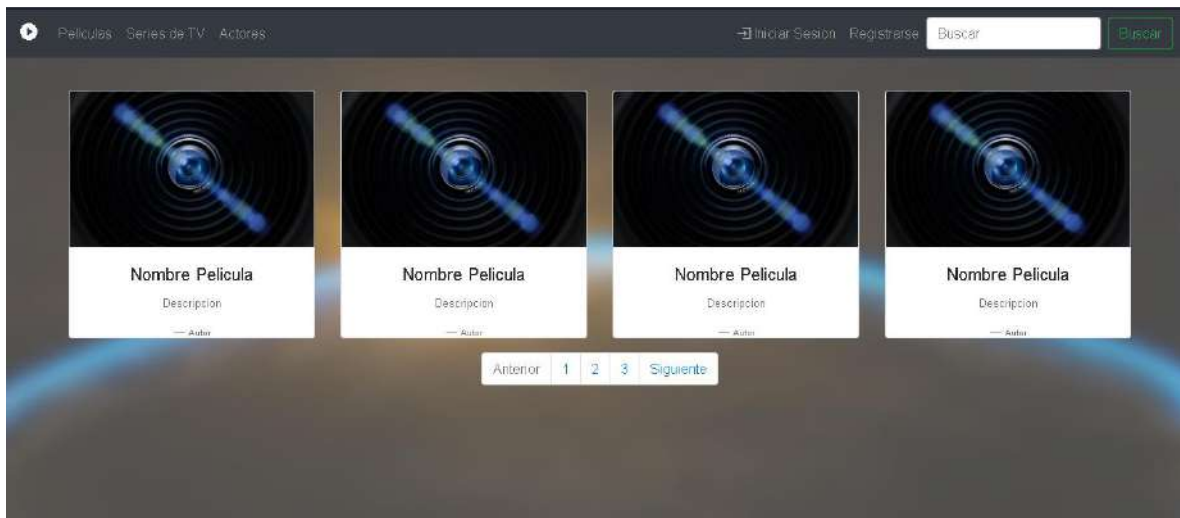 Peliculas Series de TV Actores Iniciar Sesion Registrarse Buscar Buscar
Nombre Pelicula Nombre Pelicula Nombre Pelicula Nombre Pelicula
Descripcion Descripcion Descripcion Descripcion
— Autor — Autor — Autor — Autor
Anterior 1 2 3 Siguiente